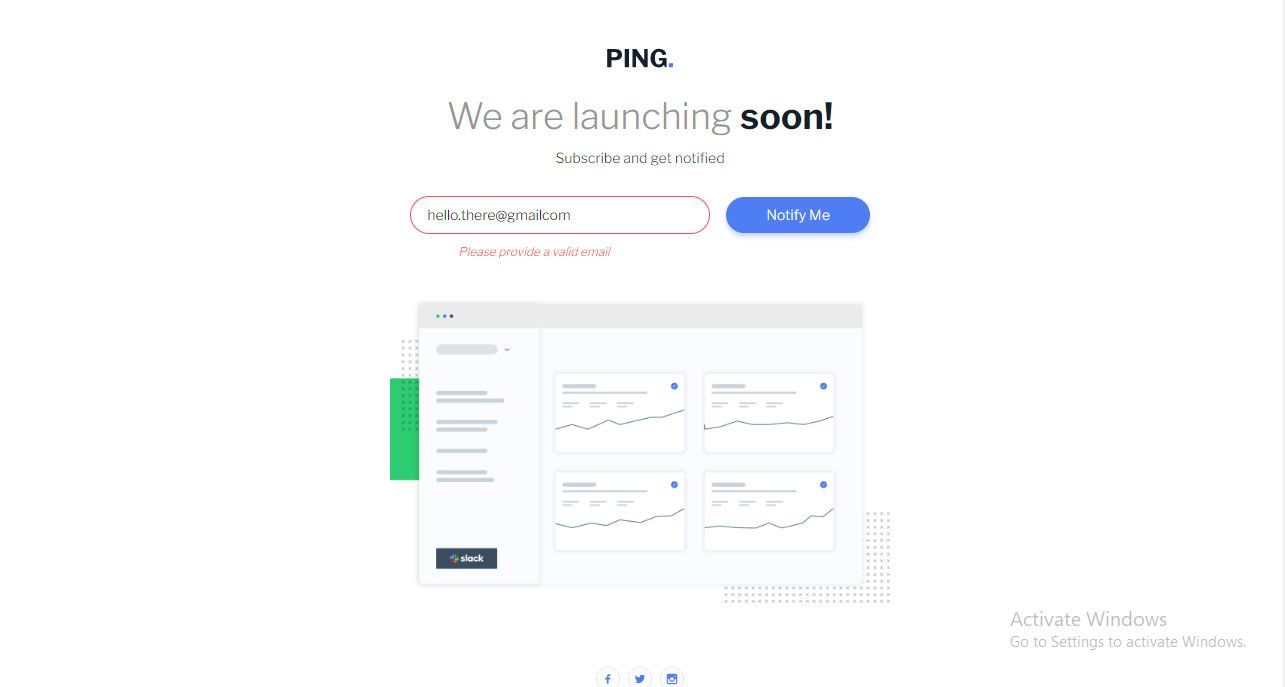 PING.
We are launching soon!
Subscribe and get notified
hello.there@gmailcom
Notify Me
Please provide a valid email
slack
Activate Windows
Go to Settings to activate Windows.